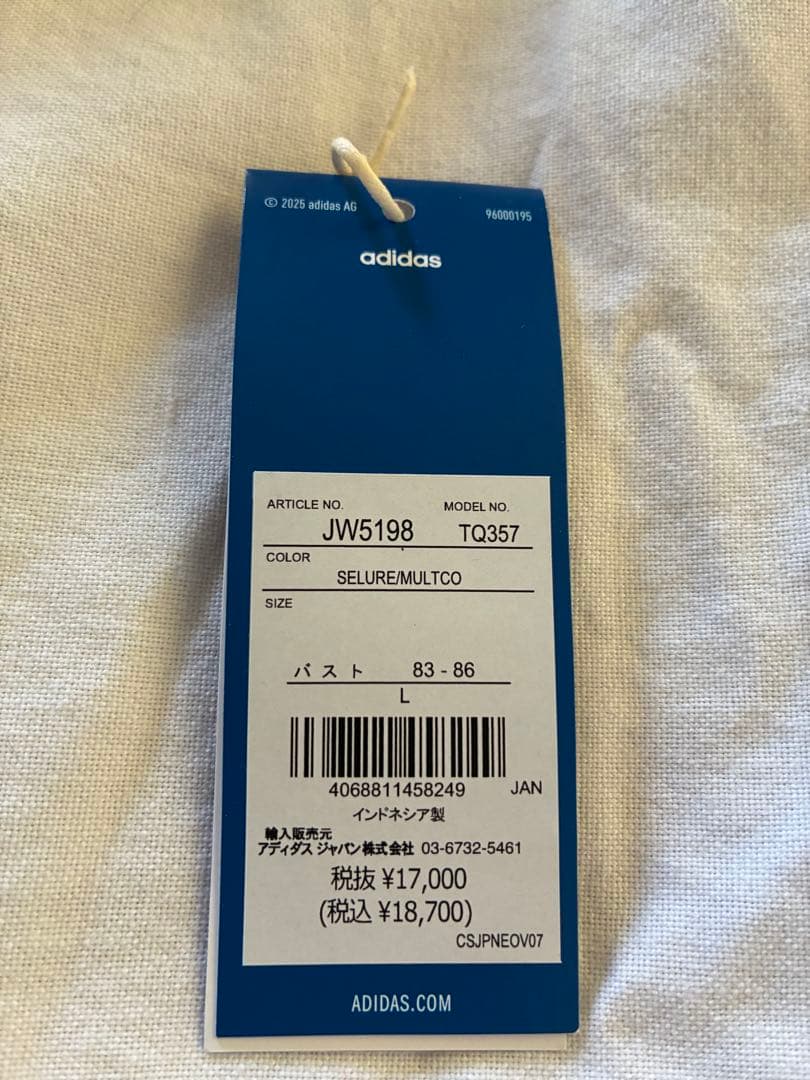 © 2025 adidas AG
96000195
adidas
ARTICLE NO. MODEL NO.
JW5198 TQ357
COLOR
SELURE/MULTCO
SIZE
バスト 83 - 86
L
4068811458249 JAN
インドネシア製
輸入販売元
アディダス ジャパン株式会社 03-6732-5461
税抜 ¥17,000
(税込 ¥18,700)
CSJPNEOV07
ADIDAS.COM